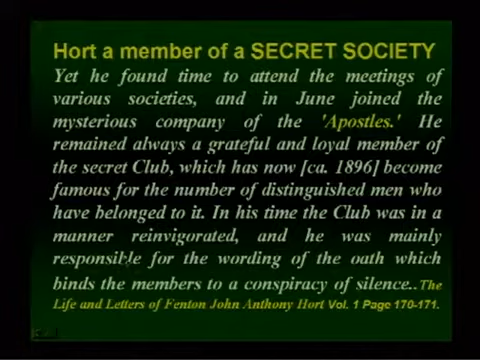 Hort a member of a SECRET SOCIETY
Yet he found time to attend the meetings of
various societies, and in June joined the
mysterious company of the 'Apostles.' He
remained always a grateful and loyal member of
the secret Club, which has now [ca. 1896] become
famous for the number of distinguished men who
have belonged to it. In his time the Club was in a
manner reinvigorated, and he was mainly
responsible for the wording of the oath which
binds the members to a conspiracy of silence..The
Life and Letters of Fenton John Anthony Hort Vol. 1 Page 170-171.